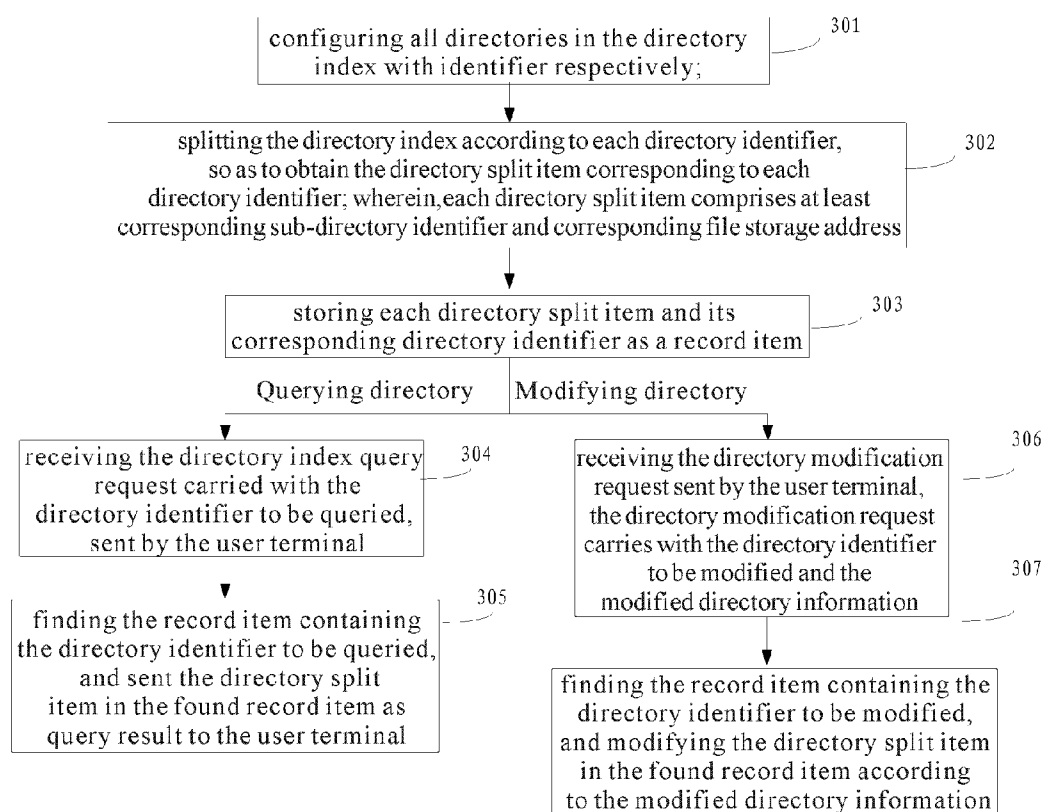 configuring all directories in the directory
index with identifier respectively;
301
splitting the directory index according to each directory identifier,
so as to obtain the directory split item corresponding to each
directory identifier; wherein, each directory split item comprises at least
corresponding sub-directory identifier and corresponding file storage address
302
storing each directory split item and its
corresponding directory identifier as a record item
303
Querying directory
Modifying directory
receiving the directory index query
request carried with the
directory identifier to be queried,
sent by the user terminal
304
finding the record item containing
the directory identifier to be queried,
and sent the directory split
item in the found record item as
query result to the user terminal
305
receiving the directory modification
request sent by the user terminal,
the directory modification request
carries with the directory identifier
to be modified and the
modified directory information
306
307
finding the record item containing the
directory identifier to be modified,
and modifying the directory split item
in the found record item according
to the modified directory information